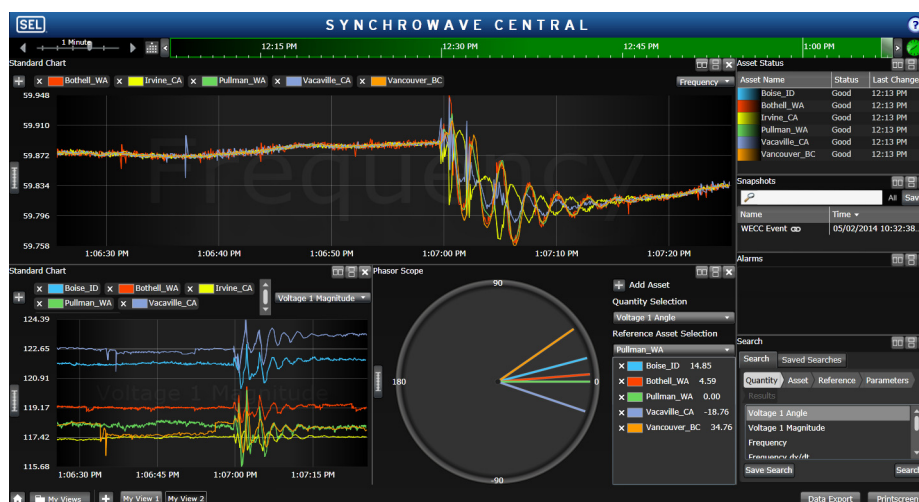 SEL SYNCHROWAVE CENTRAL ?
1 Minute 12:15 PM 12:30 PM 12:45 PM 1:00 PM
Standard Chart
Bothell_WA Irvine_CA Pullman_WA Vacaville_CA Vancouver_BC Frequency
59.948
59.910
59.872
59.834
59.796
59.758
Frequency
1:06:30 PM 1:06:40 PM 1:06:50 PM 1:07:00 PM 1:07:10 PM 1:07:20 PM
Asset Status
Asset Name Status Last Change
Boise_ID Good 12:13 PM
Bothell_WA Good 12:13 PM
Irvine_CA Good 12:13 PM
Pullman_WA Good 12:13 PM
Vacaville_CA Good 12:13 PM
Vancouver_BC Good 12:13 PM
Snapshots
All Sav
Name Time
WECC Event 05/02/2014 10:32:38..
Alarms
Standard Chart
Boise_ID Bothell_WA Irvine_CA
Pullman_WA Vacaville_CA
Voltage 1 Magnitude
124.39
122.65
120.91
119.17
117.42
115.68
Voltage 1 M
1:06:30 PM 1:06:45 PM 1:07:00 PM 1:07:15 PM
Phasor Scope
90
180
0
-90
Add Asset
Quantity Selection
Voltage 1 Angle
Reference Asset Selection
Pullman_WA
Boise_ID 14.85
Bothell_WA 4.59
Pullman_WA 0.00
Vacaville_CA -18.76
Vancouver_BC 34.76
Search
Search Saved Searches
Quantity Asset Reference Parameters
Results
Voltage 1 Angle
Voltage 1 Magnitude
Frequency
Frequency dv/dt
Save Search Search
My Views My View 1 My View 2 Data Export Printscreen